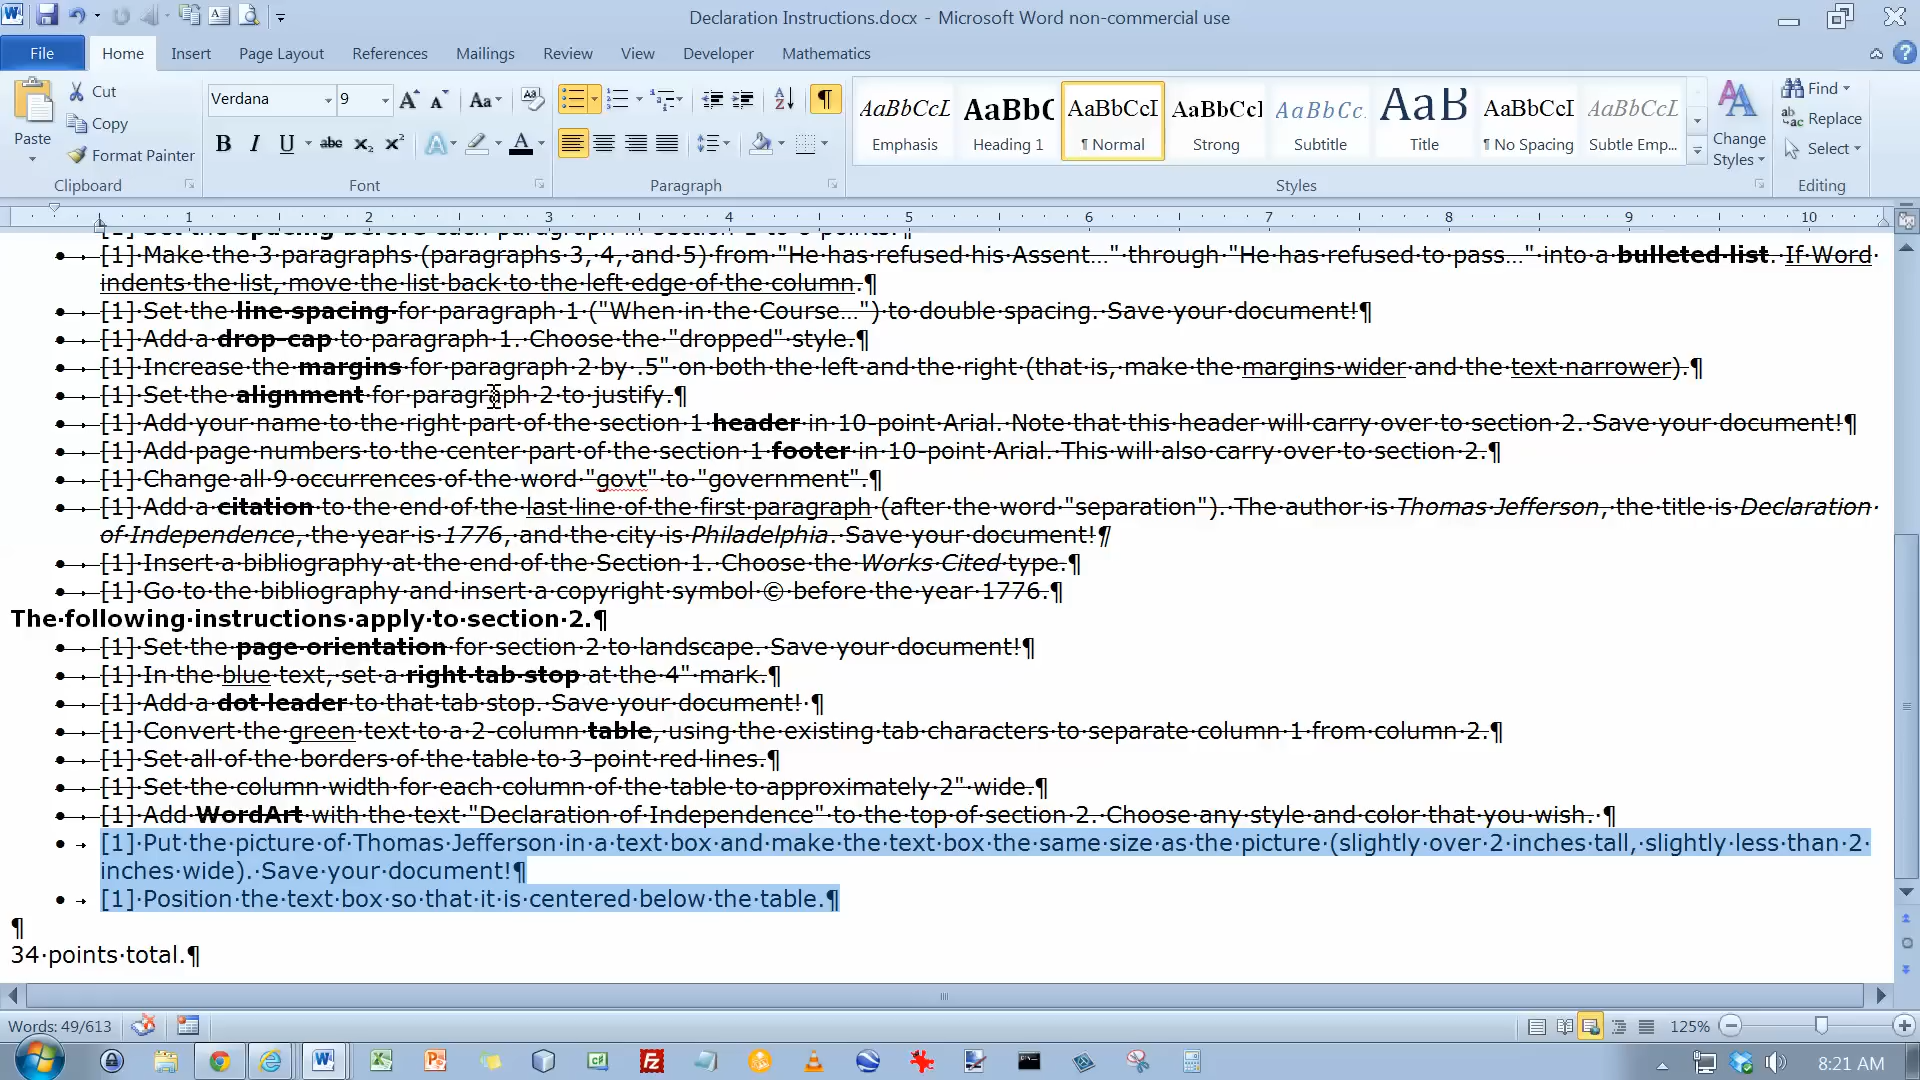 Declaration Instructions.docx - Microsoft Word non-commercial use
File Home Insert Page Layout References Mailings Review View Developer Mathematics
Paste
Cut
Copy
Format Painter
Clipboard
Verdana 9
Font
Paragraph
AaBbCcL AaBbC AaBbCcI AaBbCcI AaBbCc. AaB AaBbCcI AaBbCcL
Emphasis Heading 1 ¶ Normal Strong Subtitle Title ¶ No Spacing Subtle Emp...
Styles
Change Styles
Find
Replace
Select
Editing
1 2 3 4 5 6 7 8 9 10
[1] Make the 3 paragraphs (paragraphs 3, 4, and 5) from "He has refused his Assent…" through "He has refused to pass…" into a bulleted list. If Word
indents the list, move the list back to the left edge of the column.¶
[1] Set the line spacing for paragraph 1 ("When in the Course…") to double spacing. Save your document!¶
[1] Add a drop cap to paragraph 1. Choose the "dropped" style.¶
[1] Increase the margins for paragraph 2 by .5" on both the left and the right (that is, make the margins wider and the text narrower).¶
[1] Set the alignment for paragraph 2 to justify.¶
[1] Add your name to the right part of the section 1 header in 10-point Arial. Note that this header will carry over to section 2. Save your document!¶
[1] Add page numbers to the center part of the section 1 footer in 10-point Arial. This will also carry over to section 2.¶
[1] Change all 9 occurrences of the word "govt" to "government".¶
[1] Add a citation to the end of the last line of the first paragraph (after the word "separation"). The author is Thomas Jefferson, the title is Declaration
of Independence, the year is 1776, and the city is Philadelphia. Save your document!¶
[1] Insert a bibliography at the end of the Section 1. Choose the Works Cited type.¶
[1] Go to the bibliography and insert a copyright symbol © before the year 1776.¶
The following instructions apply to section 2.¶
[1] Set the page orientation for section 2 to landscape. Save your document!¶
[1] In the blue text, set a right tab stop at the 4" mark.¶
[1] Add a dot leader to that tab stop. Save your document! ¶
[1] Convert the green text to a 2-column table, using the existing tab characters to separate column 1 from column 2.¶
[1] Set all of the borders of the table to 3-point red lines.¶
[1] Set the column width for each column of the table to approximately 2" wide.¶
[1] Add WordArt with the text "Declaration of Independence" to the top of section 2. Choose any style and color that you wish. ¶
[1] Put the picture of Thomas Jefferson in a text box and make the text box the same size as the picture (slightly over 2 inches tall, slightly less than 2
inches wide). Save your document!¶
[1] Position the text box so that it is centered below the table.¶
¶
34 points total.¶
Words: 49/613
125%
8:21 AM